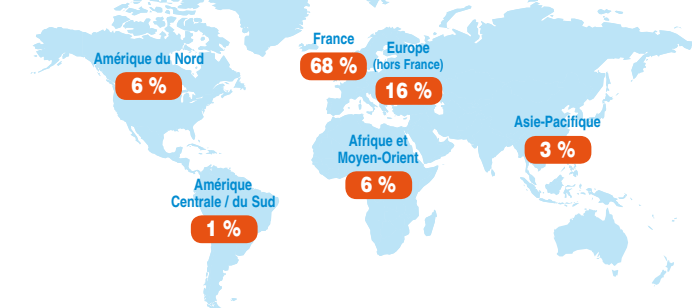 France
68 %
Europe
(hors France)
16 %
Amérique du Nord
6 %
Asie-Pacifique
3 %
Afrique et
Moyen-Orient
6 %
Amérique
Centrale / du Sud
1 %